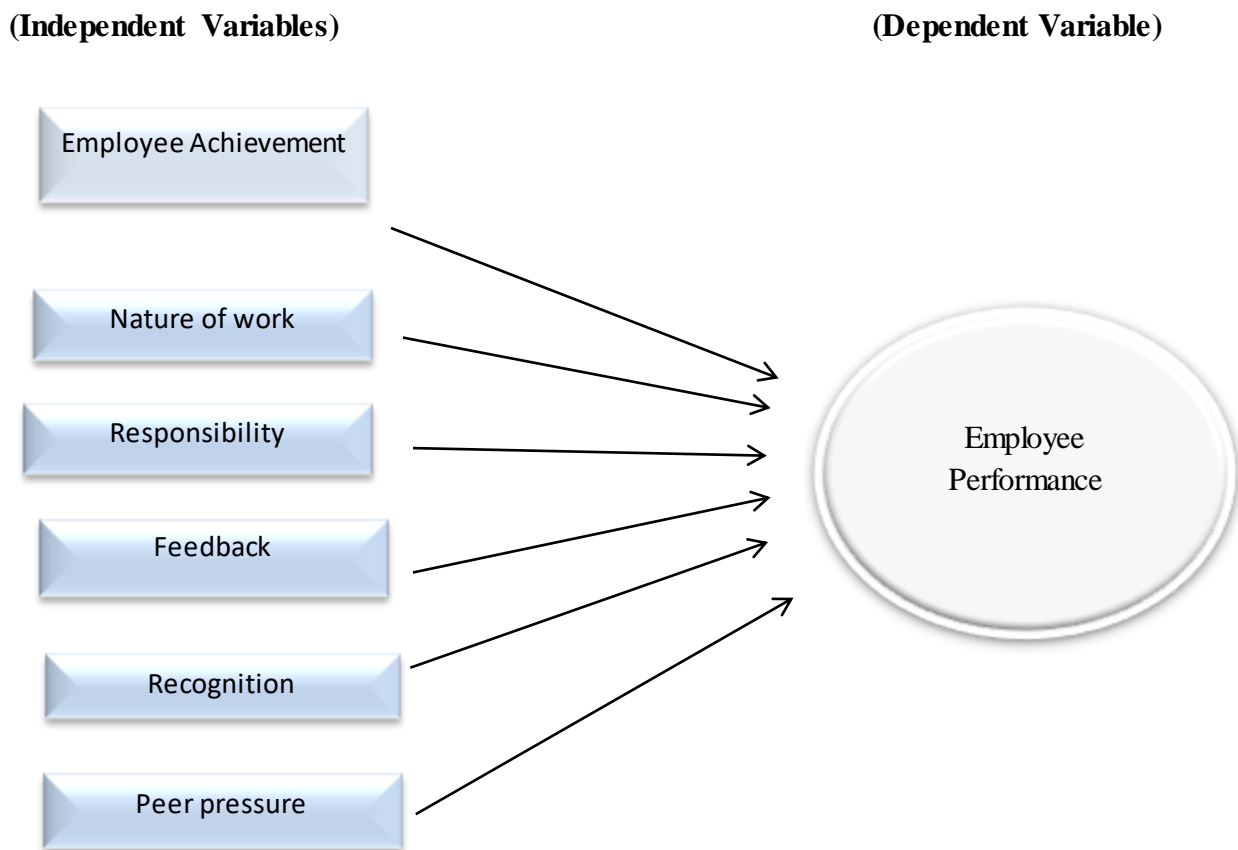 (Independent Variables)
(Dependent Variable)
Employee Achievement
Nature of work
Responsibility
Feedback
Recognition
Peer pressure
Employee
Performance